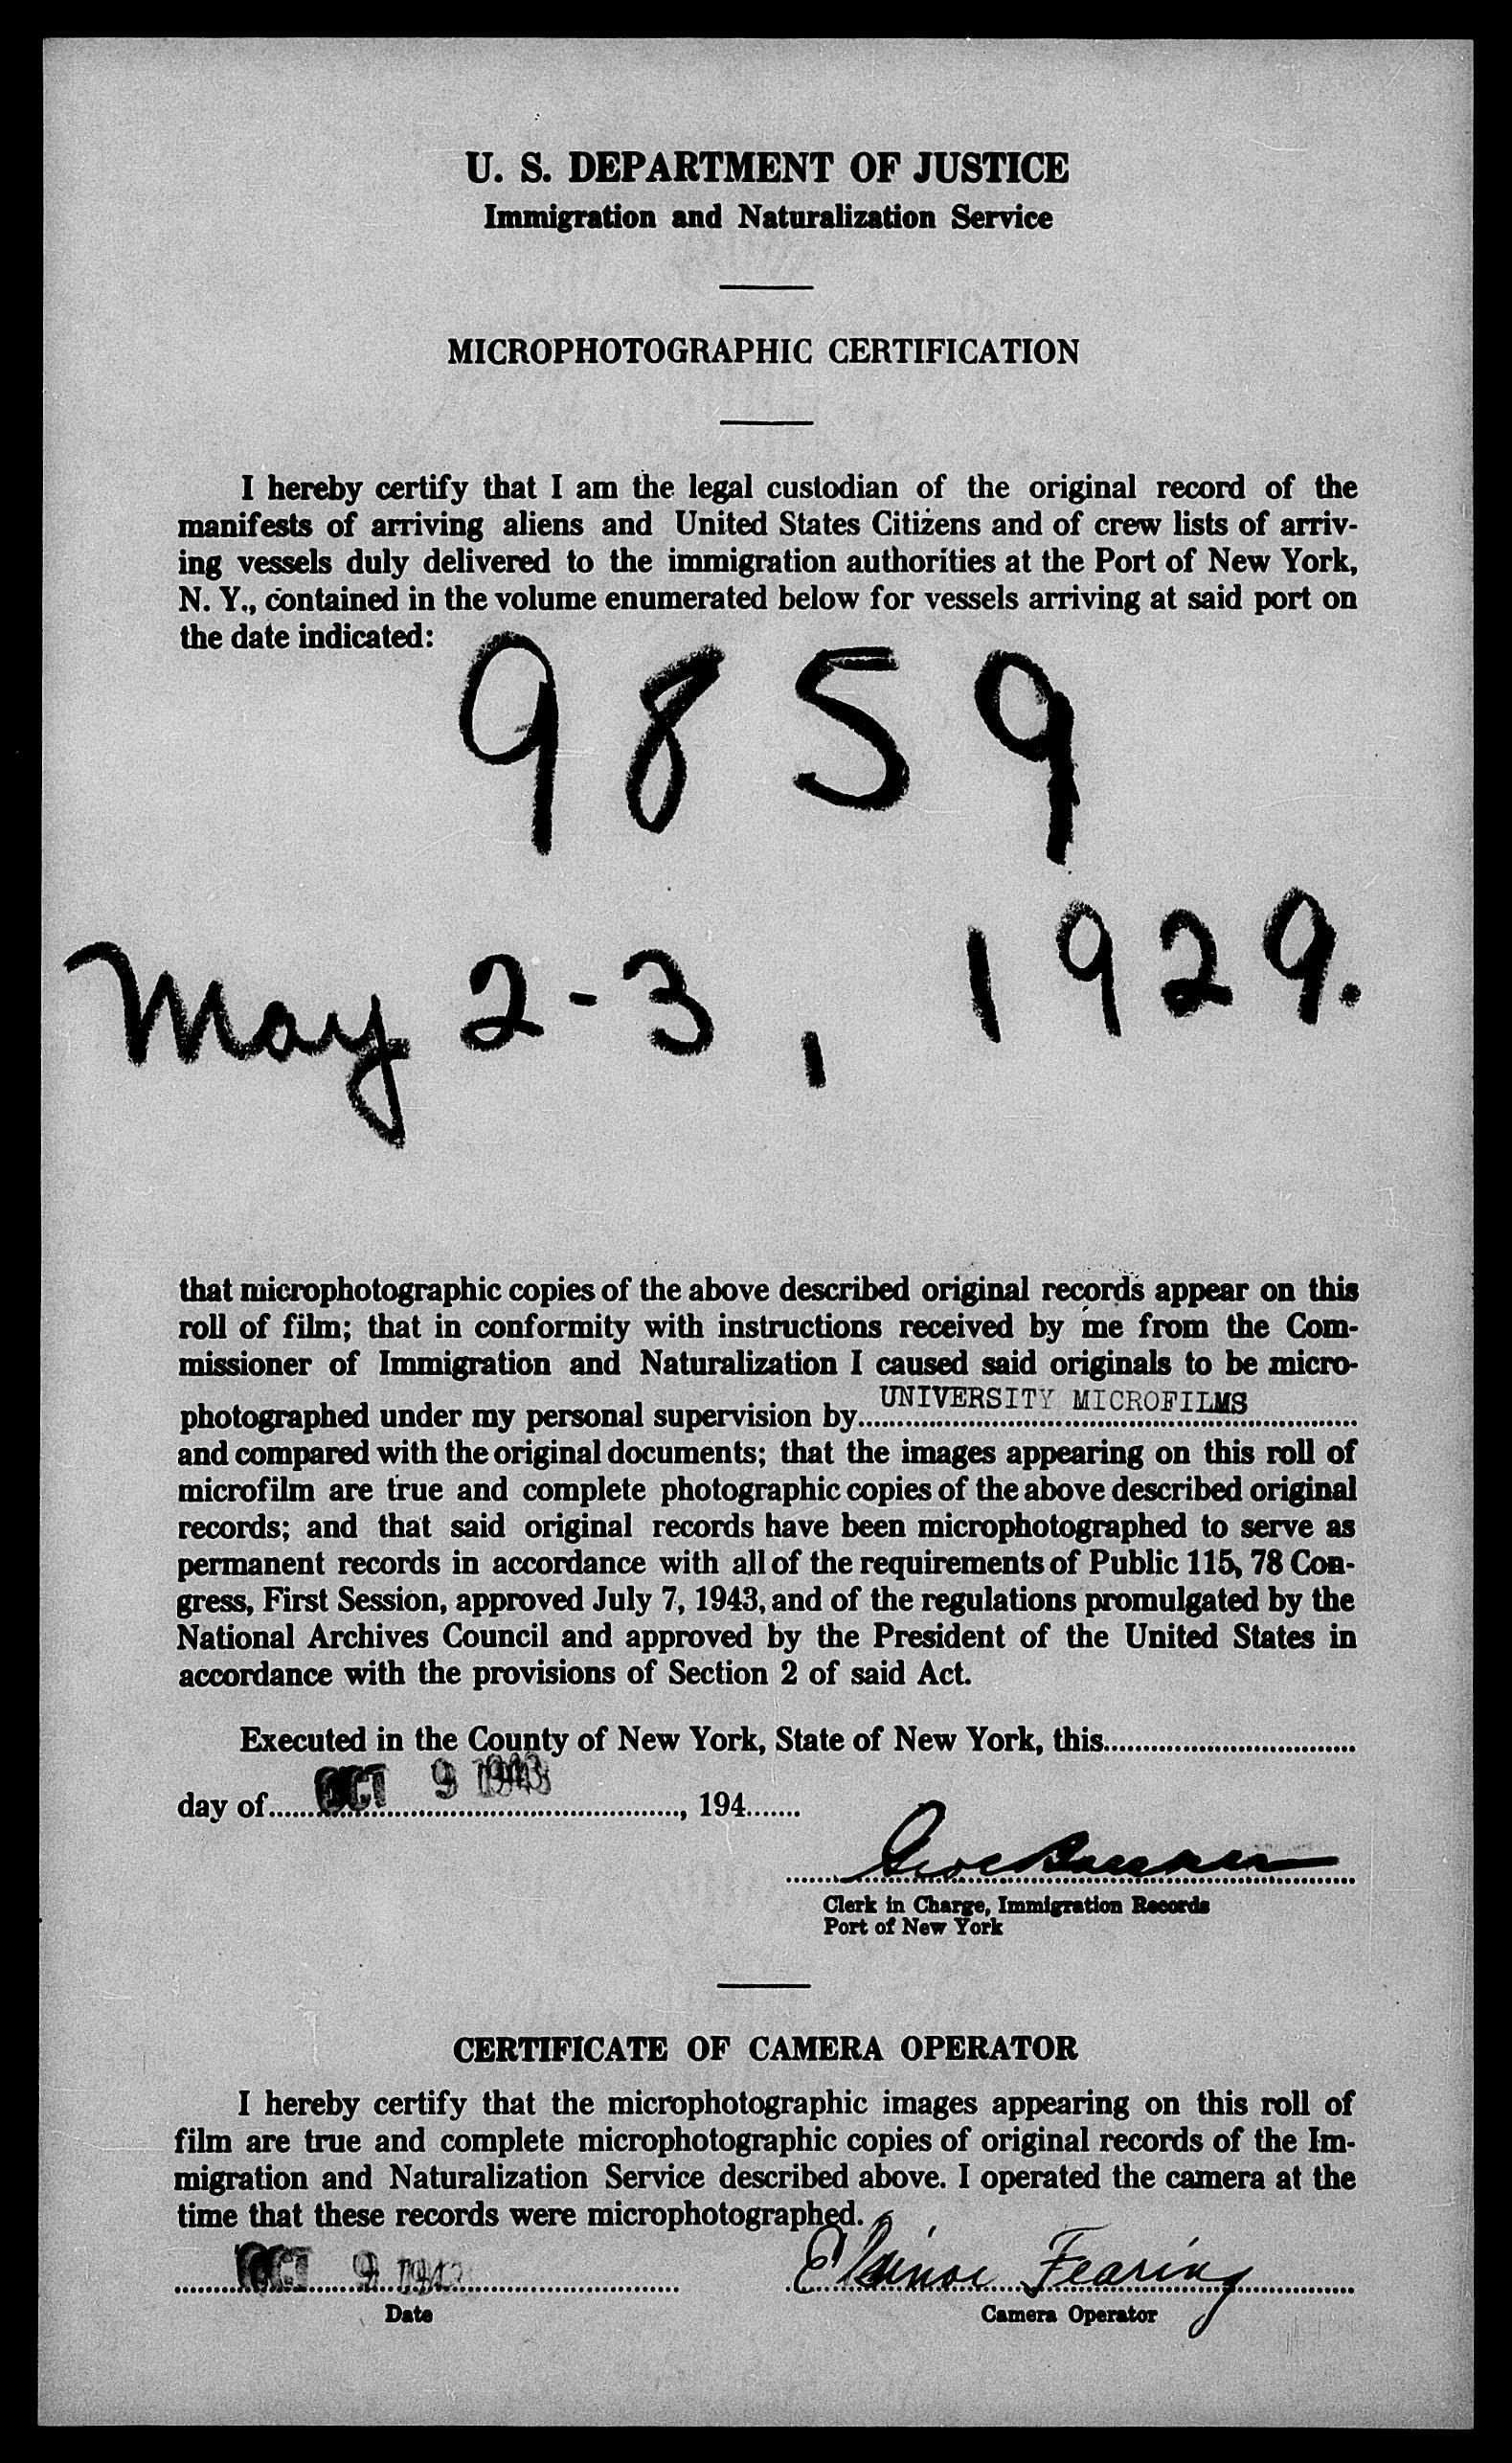 U. S. DEPARTMENT OF JUSTICE
Immigration and Naturalization Service
MICROPHOTOGRAPHIC CERTIFICATION
I hereby certify that I am the legal custodian of the original record of the
manifests of arriving aliens and United States Citizens and of crew lists of arriv-
ing vessels duly delivered to the immigration authorities at the Port of New York,
N. Y., contained in the volume enumerated below for vessels arriving at said port on
the date indicated:
9859
May 2-3, 1929.
that microphotographic copies of the above described original records appear on this
roll of film; that in conformity with instructions received by me from the Com-
missioner of Immigration and Naturalization I caused said originals to be micro-
photographed under my personal supervision by UNIVERSITY MICROFILMS
and compared with the original documents; that the images appearing on this roll of
microfilm are true and complete photographic copies of the above described original
records; and that said original records have been microphotographed to serve as
permanent records in accordance with all of the requirements of Public 115, 78 Con-
gress, First Session, approved July 7, 1943, and of the regulations promulgated by the
National Archives Council and approved by the President of the United States in
accordance with the provisions of Section 2 of said Act.
Executed in the County of New York, State of New York, this
day of OCT 9 1943, 194
Clerk in Charge, Immigration Records
Port of New York
CERTIFICATE OF CAMERA OPERATOR
I hereby certify that the microphotographic images appearing on this roll of
film are true and complete microphotographic copies of original records of the Im-
migration and Naturalization Service described above. I operated the camera at the
time that these records were microphotographed.
OCT 9 1943 Elainor Fearing
Date Camera Operator